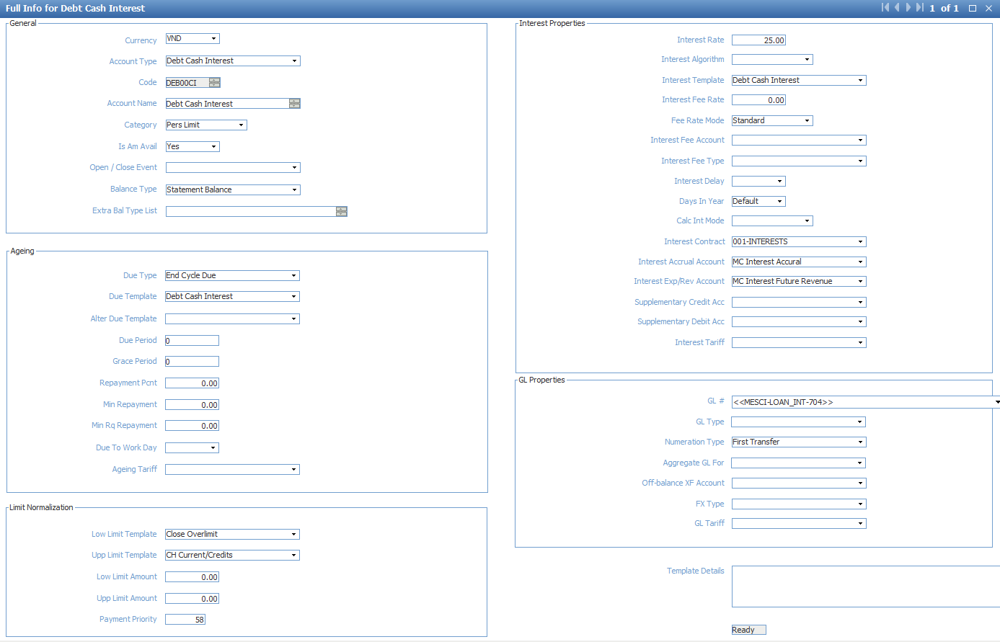 Full Info for Debt Cash Interest
1 of 1
General
Currency VND
Account Type Debt Cash Interest
Code DEB00CI
Account Name Debt Cash Interest
Category Pers Limit
Is Am Avail Yes
Open / Close Event
Balance Type Statement Balance
Extra Bal Type List
Ageing
Due Type End Cycle Due
Due Template Debt Cash Interest
Alter Due Template
Due Period 0
Grace Period 0
Repayment Pcnt 0.00
Min Repayment 0.00
Min Rq Repayment 0.00
Due To Work Day
Ageing Tariff
Limit Normalization
Low Limit Template Close Overlimit
Upp Limit Template CH Current/Credits
Low Limit Amount 0.00
Upp Limit Amount 0.00
Payment Priority 58
Interest Properties
Interest Rate 25.00
Interest Algorithm
Interest Template Debt Cash Interest
Interest Fee Rate 0.00
Fee Rate Mode Standard
Interest Fee Account
Interest Fee Type
Interest Delay
Days In Year Default
Calc Int Mode
Interest Contract 001-INTERESTS
Interest Accrual Account MC Interest Accural
Interest Exp/Rev Account MC Interest Future Revenue
Supplementary Credit Acc
Supplementary Debit Acc
Interest Tariff
GL Properties
GL # <<MESCI-LOAN_INT-704>>
GL Type
Numeration Type First Transfer
Aggregate GL For
Off-balance XF Account
FX Type
GL Tariff
Template Details
Ready